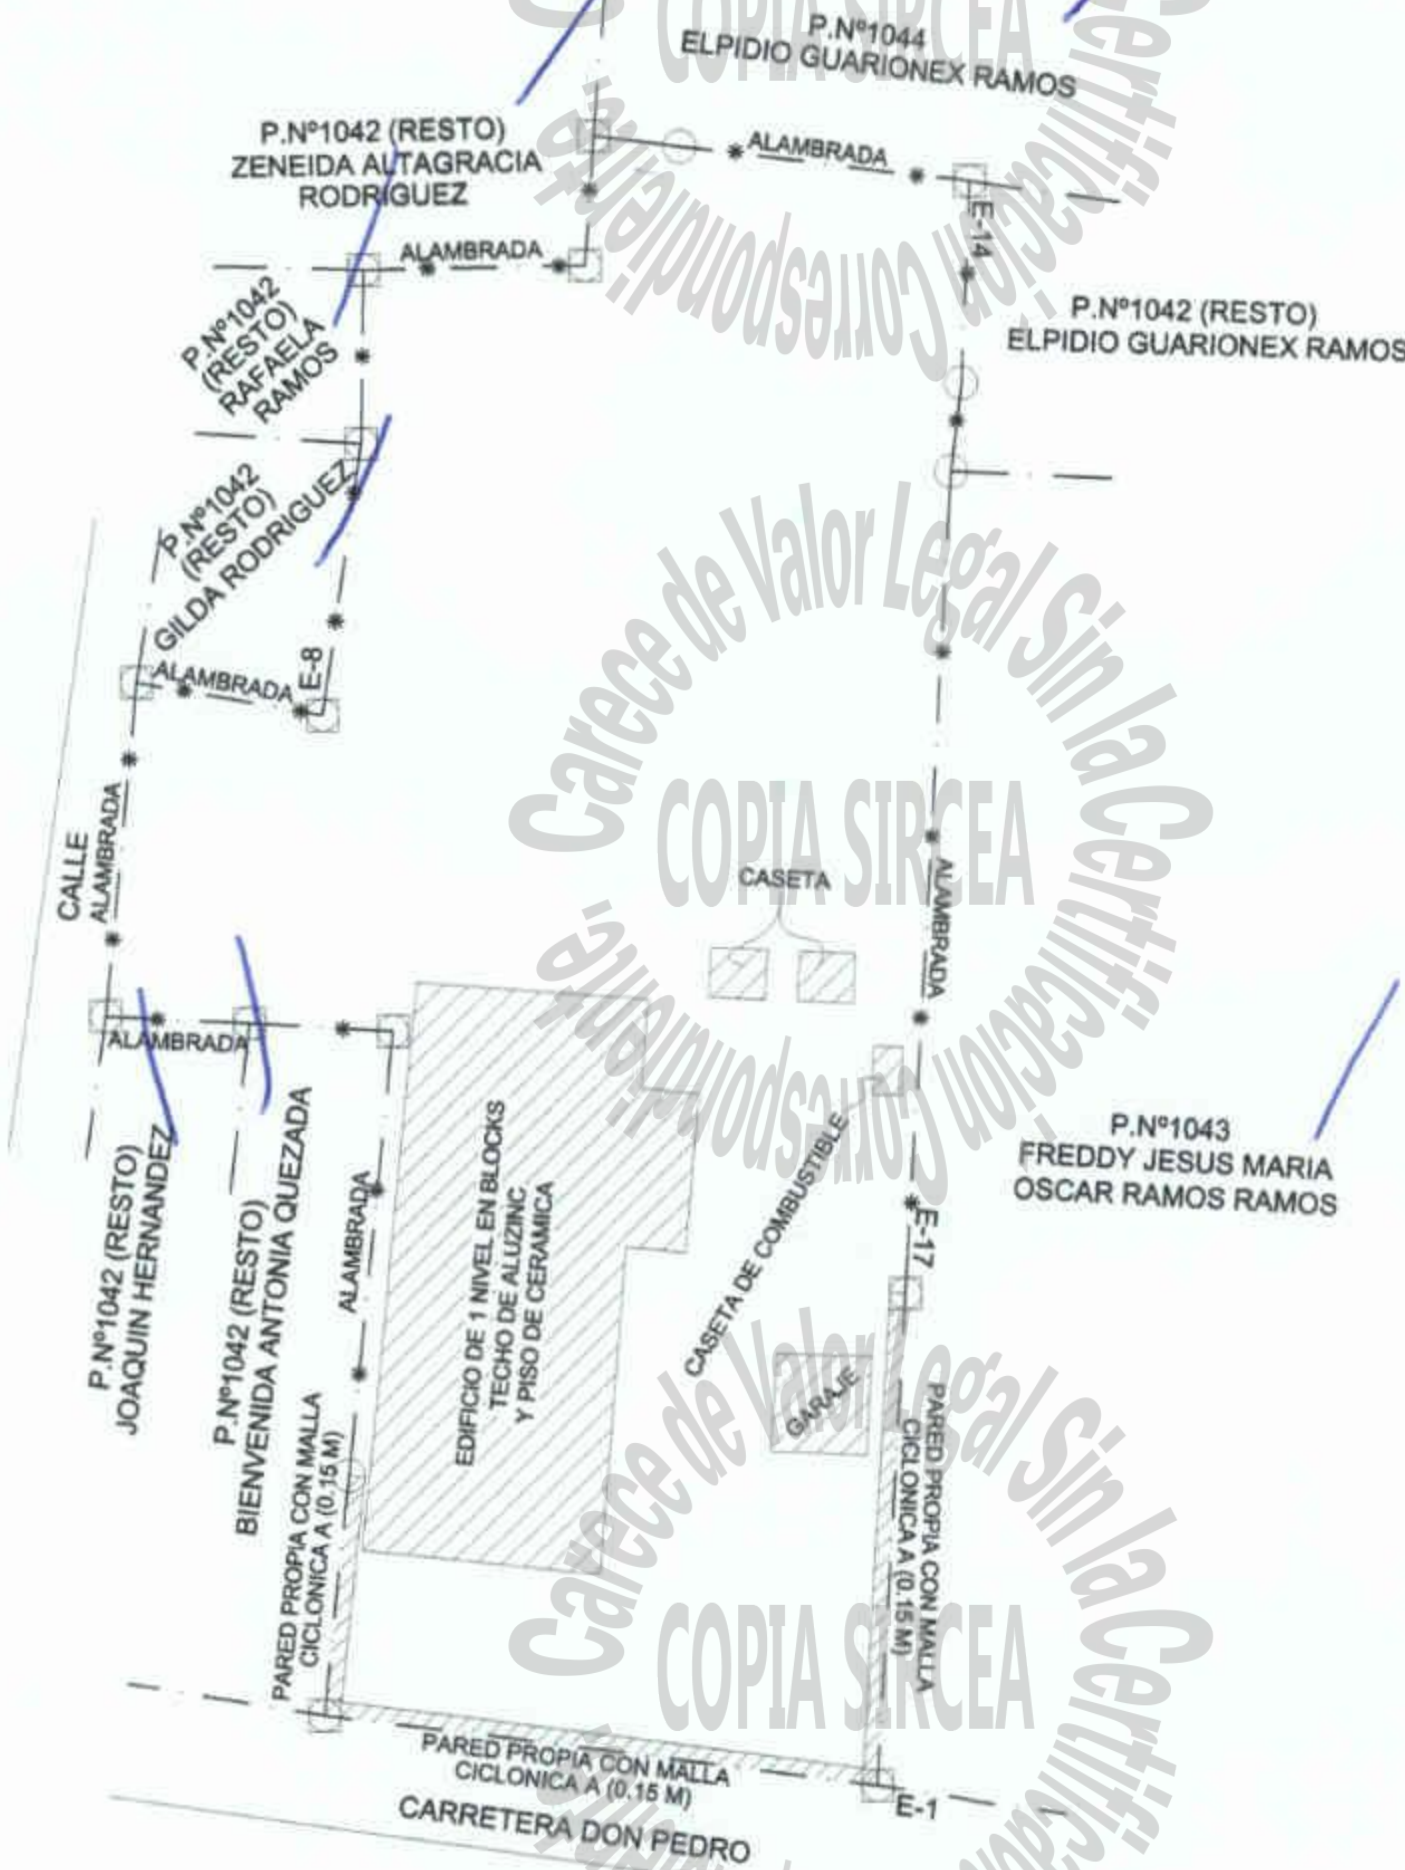 P.Nº1044
ELPIDIO GUARIONEX RAMOS
P.Nº1042 (RESTO)
ZENEIDA ALTAGRACIA
RODRIGUEZ
ALAMBRADA
ALAMBRADA
E-14
P.Nº1042
(RESTO)
RAFAELA
RAMOS
P.Nº1042 (RESTO)
ELPIDIO GUARIONEX RAMOS
P.Nº1042
(RESTO)
GILDA RODRIGUEZ
ALAMBRADA
E-8
CALLE
ALAMBRADA
CASETA
ALAMBRADA
ALAMBRADA
P.Nº1042 (RESTO)
JOAQUIN HERNANDEZ
P.Nº1042 (RESTO)
BIENVENIDA ANTONIA QUEZADA
ALAMBRADA
EDIFICIO DE 1 NIVEL EN BLOCKS
TECHO DE ALUZINC
Y PISO DE CERAMICA
CASETA DE COMBUSTIBLE
P.Nº1043
FREDDY JESUS MARIA
OSCAR RAMOS RAMOS
E-17
GARAJE
PARED PROPIA CON MALLA
CICLONICA A (0.15 M)
PARED PROPIA CON MALLA
CICLONICA A (0.15 M)
PARED PROPIA CON MALLA
CICLONICA A (0.15 M)
E-1
CARRETERA DON PEDRO
COPIA SIRCEA
Certificación Correspondiente
Carece de Valor Legal Sin la Certificación Correspondiente
COPIA SIRCEA
Carece de Valor Legal Sin la Certific
COPIA SIRCEA